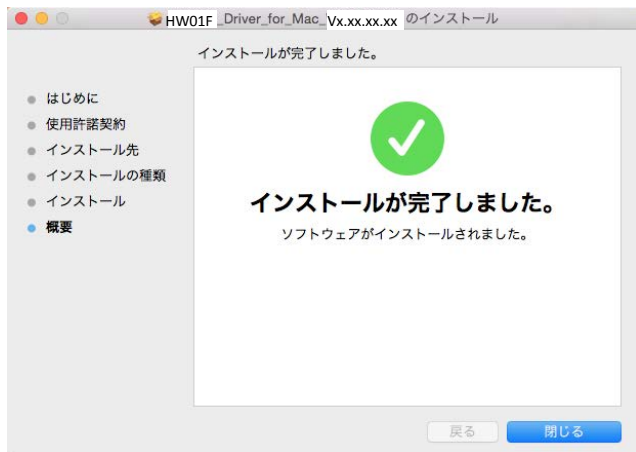 HW01F _Driver_for_Mac_ Vx.xx.xx.xx のインストール
インストールが完了しました。
はじめに
使用許諾契約
インストール先
インストールの種類
インストール
概要
インストールが完了しました。
ソフトウェアがインストールされました。
戻る
閉じる